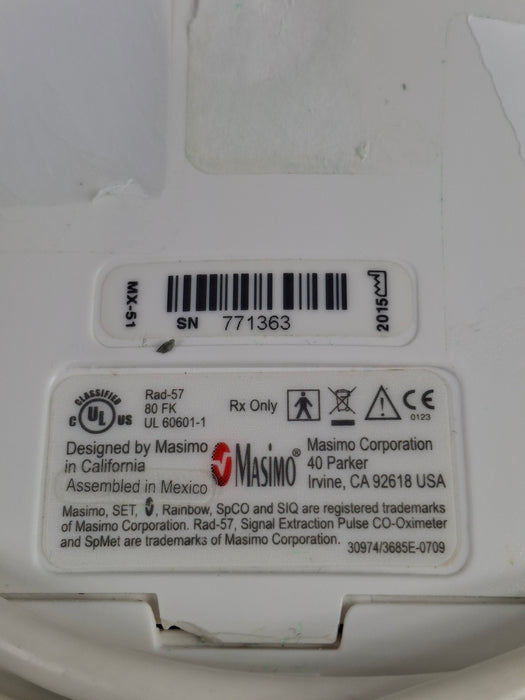 MX-51
SN 771363
2015
CLASSIFIED
C UL US
Rad-57
80 FK
UL 60601-1
Rx Only
CE
0123
Designed by Masimo
in California
Assembled in Mexico
MASIMO®
Masimo Corporation
40 Parker
Irvine, CA 92618 USA
Masimo, SET, , Rainbow, SpCO and SIQ are registered trademarks
of Masimo Corporation. Rad-57, Signal Extraction Pulse CO-Oximeter
and SpMet are trademarks of Masimo Corporation.
30974/3685E-0709